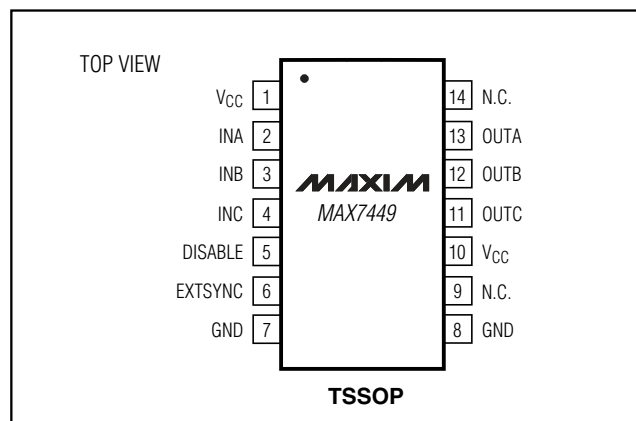 TOP VIEW
VCC 1
INA 2
INB 3
INC 4
DISABLE 5
EXTSYNC 6
GND 7
MAXIM
MAX7449
14 N.C.
13 OUTA
12 OUTB
11 OUTC
10 VCC
9 N.C.
8 GND
TSSOP